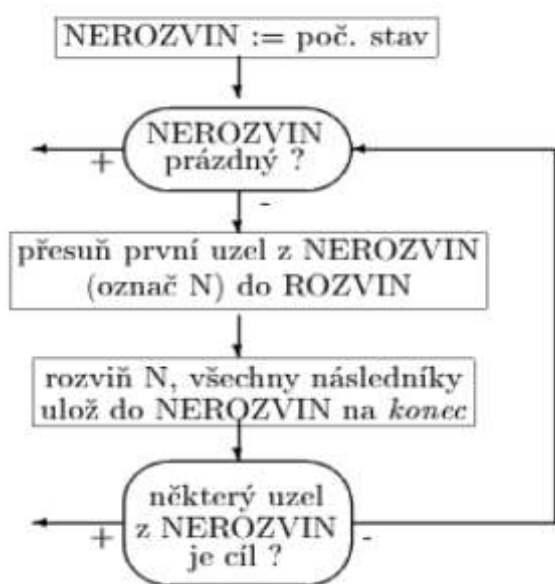 NEROZVIN := poč. stav
NEROZVIN
prázdný ?
+
-
přesuň první uzel z NEROZVIN
(označ N) do ROZVIN
rozviň N, všechny následníky
ulož do NEROZVIN na konec
některý uzel
z NEROZVIN
je cíl ?
+
-